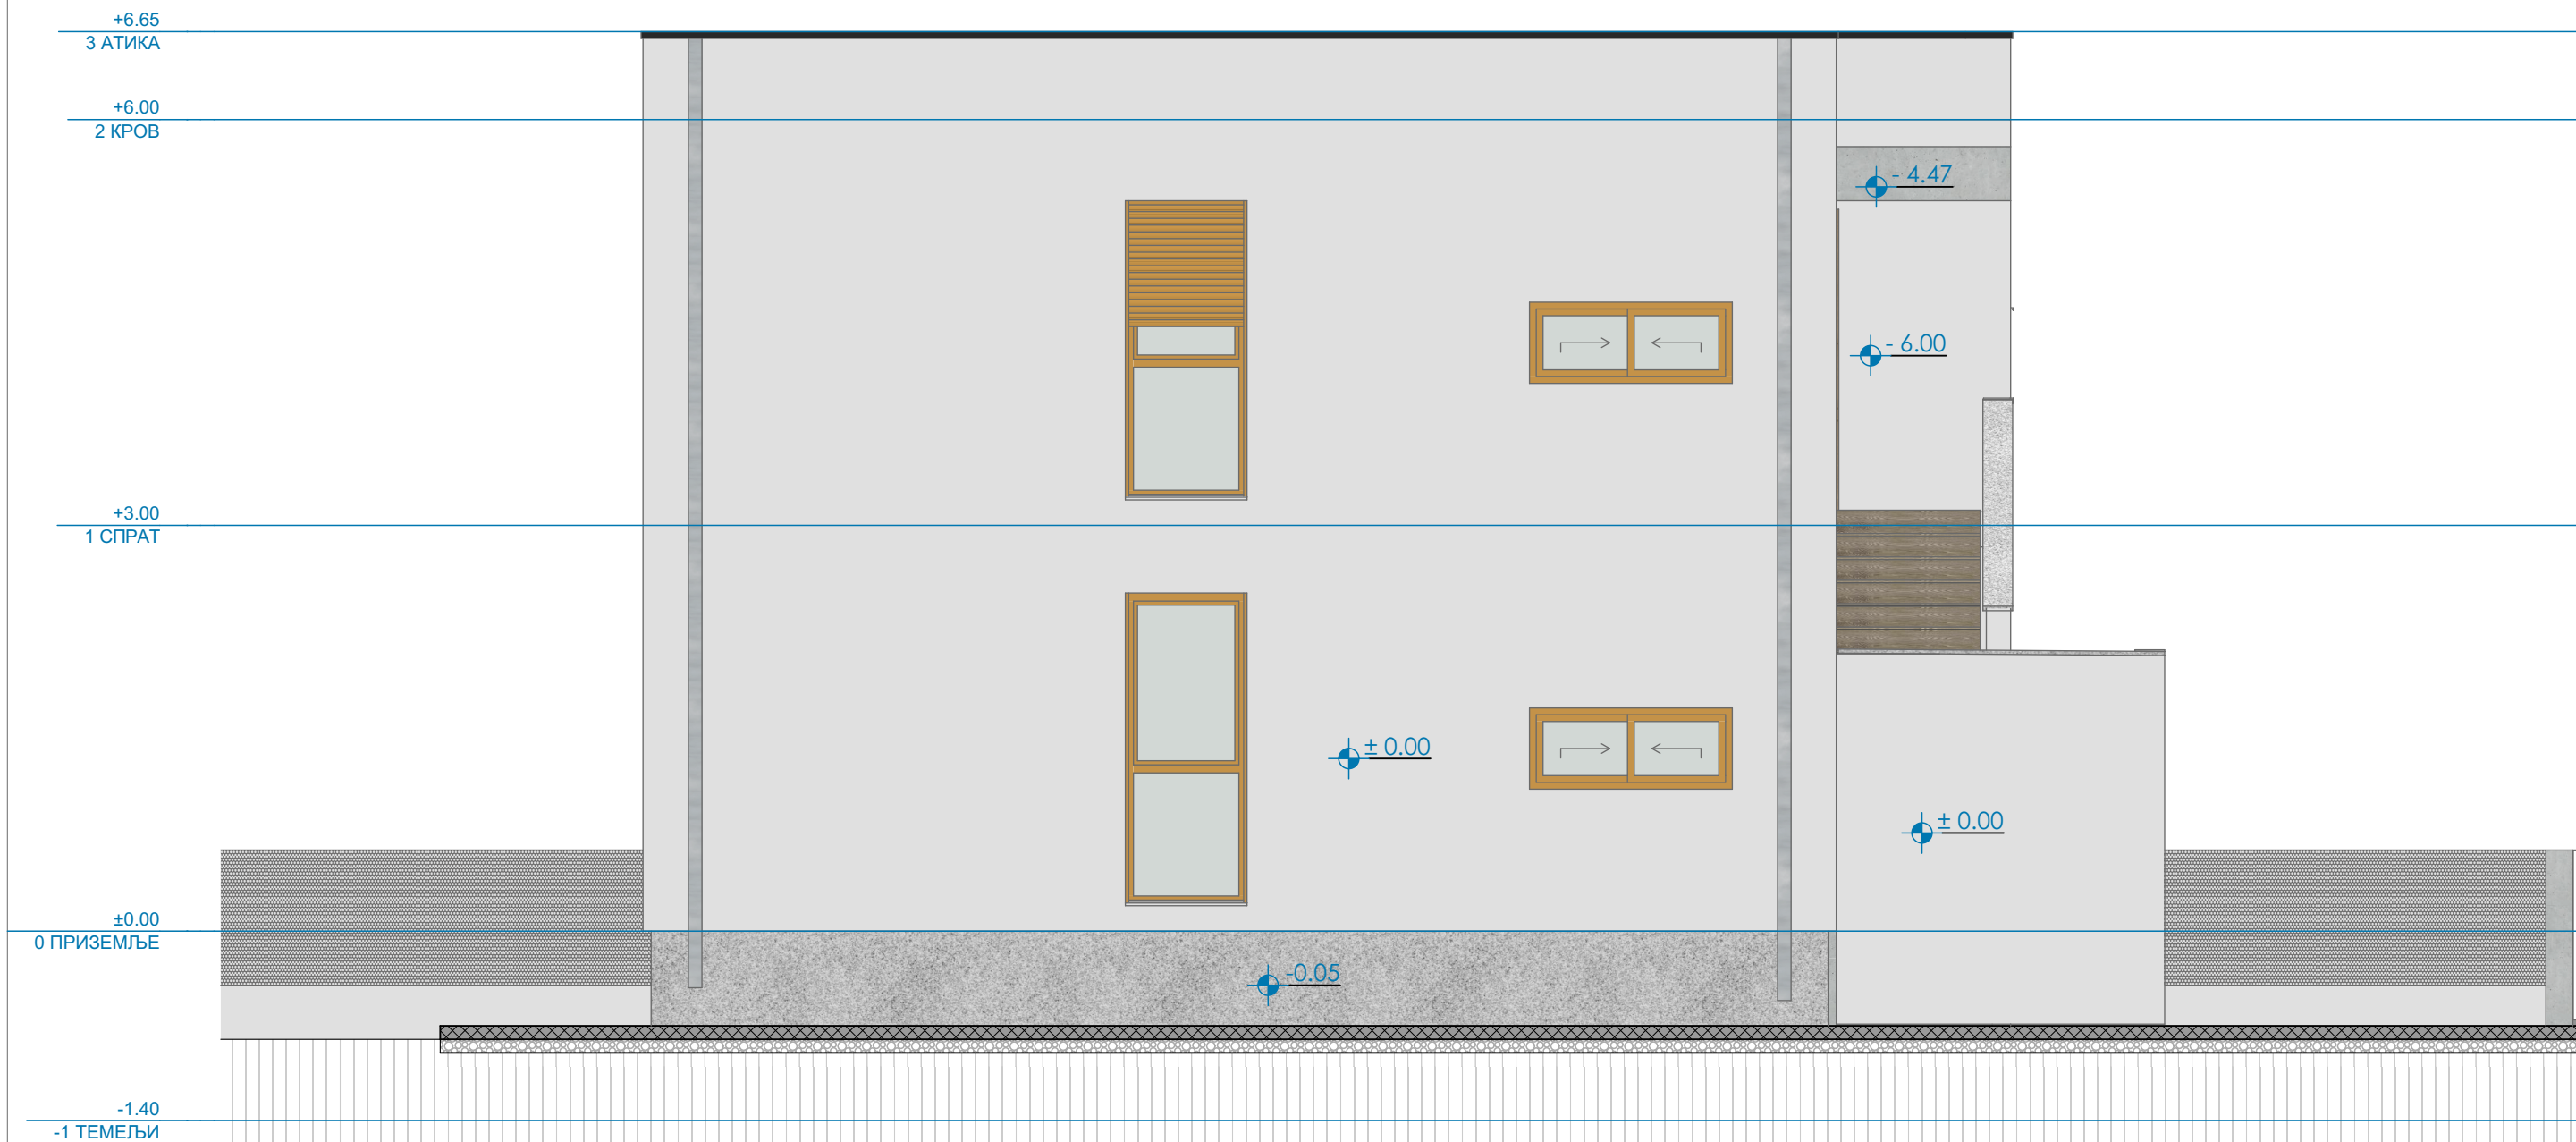 +6.65
3 АТИКА
+6.00
2 КРОВ
- 4.47
- 6.00
+3.00
1 СПРАТ
± 0.00
± 0.00
±0.00
0 ПРИЗЕМЉЕ
-0.05
-1.40
-1 ТЕМЕЉИ